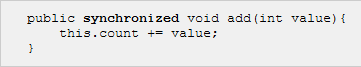 public synchronized void add(int value){
this.count += value;
}